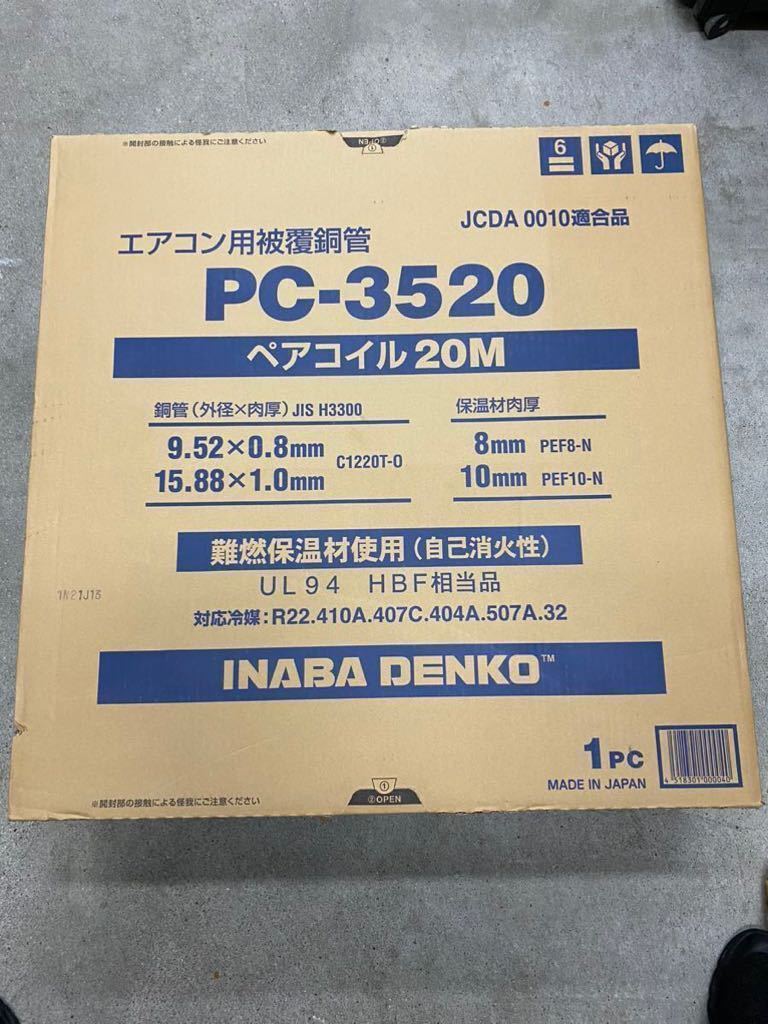 ※開封部の接触による怪我にご注意ください
②OPEN
①
6
JCDA 0010適合品
エアコン用被覆銅管
PC-3520
ペアコイル 20M
銅管(外径×肉厚)JIS H3300
9.52×0.8mm
15.88×1.0mm
C1220T-O
保温材肉厚
8mm PEF8-N
10mm PEF10-N
難燃保温材使用(自己消火性)
UL94 HBF相当品
1N21J13
対応冷媒:R22.410A.407C.404A.507A.32
INABA DENKO™
1PC
MADE IN JAPAN
4 518301 000040
※開封部の接触による怪我にご注意ください
①
②OPEN